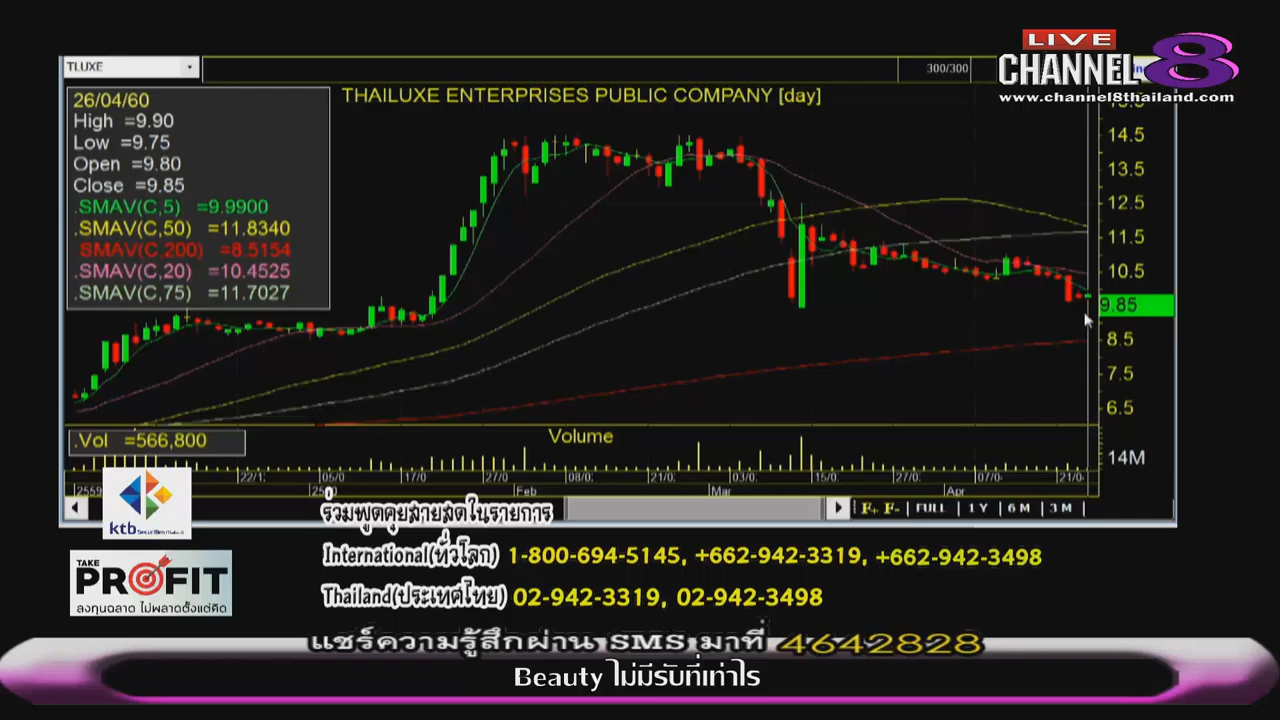 LIVE
CHANNEL 8
www.channel8thailand.com
TLUXE
300/300
THAILUXE ENTERPRISES PUBLIC COMPANY [day]
26/04/60
High =9.90
Low =9.75
Open =9.80
Close =9.85
.SMAV(C,5) =9.9900
.SMAV(C,50) =11.8340
.SMAV(C,200) =8.5154
.SMAV(C,20) =10.4525
.SMAV(C,75) =11.7027
14.5
13.5
12.5
11.5
10.5
9.85
8.5
7.5
6.5
.Vol =566,800
Volume
14M
22/1 05/0 17/0 27/0 08/0 21/0 03/0 15/0 27/0 07/0 21/0
2559 Feb Mar Apr
F+ F- FULL 1Y 6M 3M
ktb
ร่วมพูดคุยสายสดในรายการ
International(ทั่วโลก) 1-800-694-5145, +662-942-3319, +662-942-3498
TAKE
PROFIT
ลงทุนฉลาด ไม่พลาดตั้งแต่คิด
Thailand(ประเทศไทย) 02-942-3319, 02-942-3498
แชร์ความรู้สึกผ่าน SMS มาที่ 4642828
Beauty ไม่มีรับที่เท่าไร